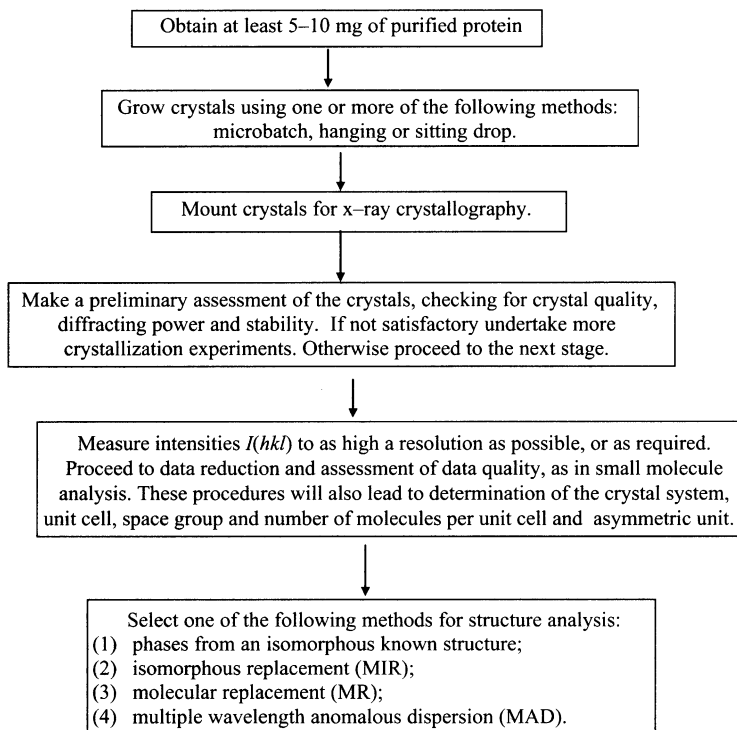 Obtain at least 5–10 mg of purified protein
Grow crystals using one or more of the following methods:
microbatch, hanging or sitting drop.
Mount crystals for x–ray crystallography.
Make a preliminary assessment of the crystals, checking for crystal quality,
diffracting power and stability. If not satisfactory undertake more
crystallization experiments. Otherwise proceed to the next stage.
Measure intensities I(hkl) to as high a resolution as possible, or as required.
Proceed to data reduction and assessment of data quality, as in small molecule
analysis. These procedures will also lead to determination of the crystal system,
unit cell, space group and number of molecules per unit cell and asymmetric unit.
Select one of the following methods for structure analysis:
(1) phases from an isomorphous known structure;
(2) isomorphous replacement (MIR);
(3) molecular replacement (MR);
(4) multiple wavelength anomalous dispersion (MAD).